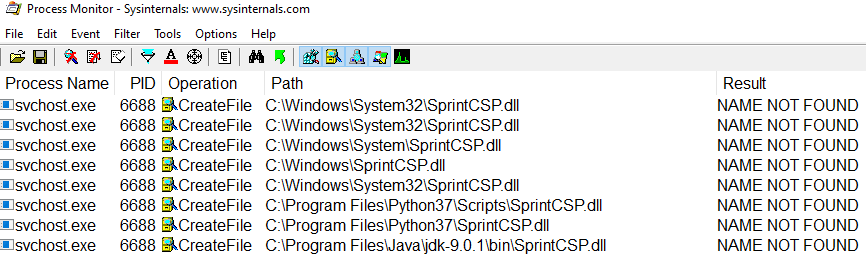 Process Monitor - Sysinternals: www.sysinternals.com
File Edit Event Filter Tools Options Help
Process Name PID Operation Path Result
svchost.exe 6688 CreateFile C:\Windows\System32\SprintCSP.dll NAME NOT FOUND
svchost.exe 6688 CreateFile C:\Windows\System32\SprintCSP.dll NAME NOT FOUND
svchost.exe 6688 CreateFile C:\Windows\System\SprintCSP.dll NAME NOT FOUND
svchost.exe 6688 CreateFile C:\Windows\SprintCSP.dll NAME NOT FOUND
svchost.exe 6688 CreateFile C:\Windows\System32\SprintCSP.dll NAME NOT FOUND
svchost.exe 6688 CreateFile C:\Program Files\Python37\Scripts\SprintCSP.dll NAME NOT FOUND
svchost.exe 6688 CreateFile C:\Program Files\Python37\SprintCSP.dll NAME NOT FOUND
svchost.exe 6688 CreateFile C:\Program Files\Java\jdk-9.0.1\bin\SprintCSP.dll NAME NOT FOUND